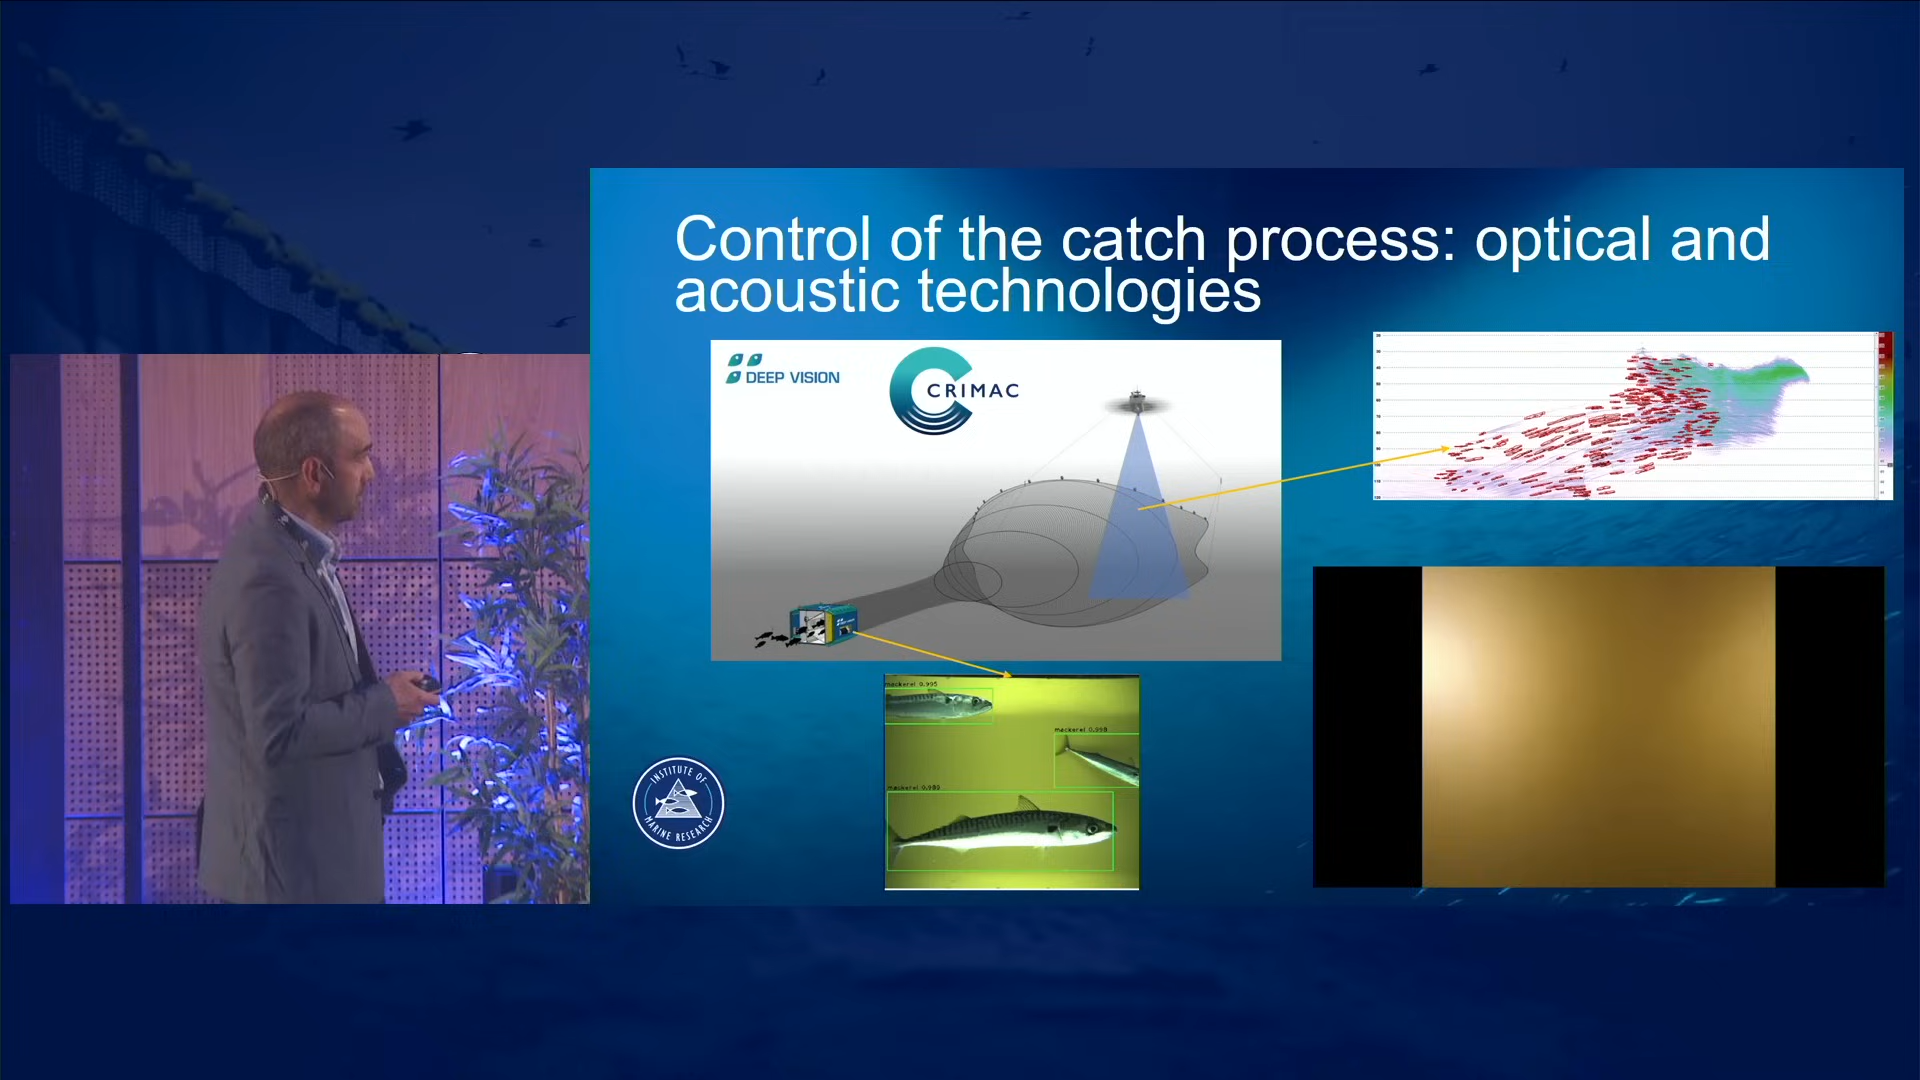 Control of the catch process: optical and
acoustic technologies
DEEP VISION
CRIMAC
mackerel 0.995
mackerel 0.998
mackerel 0.980
INSTITUTE OF
MARINE RESEARCH